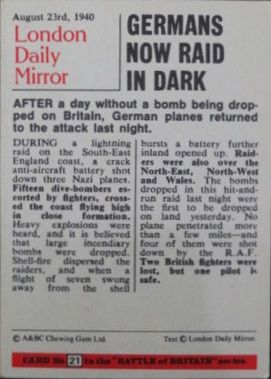 August 23rd, 1940
London
Daily
Mirror
GERMANS
NOW RAID
IN DARK
AFTER a day without a bomb being drop-
ped on Britain, German planes returned
to the attack last night.
DURING a lightning
raid on the South-East
England coast, a crack
anti-aircraft battery shot
down three Nazi planes.
Fifteen dive-bombers es-
corted by fighters, cross-
ed the coast flying high
in close formation.
Heavy explosions were
heard, and it is believed
that large incendiary
bombs were dropped.
Shell-fire dispersed the
raiders, and when a
flight of seven swung
away from the shell
bursts a battery further
inland opened up. Raid-
ers were also over the
North-East, North-West
and Wales. The bombs
dropped in this hit-and-
run raid last night were
the first to be dropped
on land yesterday. No
plane penetrated more
than a few miles—and
four of them were shot
down by the R.A.F.
Two British fighters were
lost, but one pilot is
safe.
© A&BC Chewing Gum Ltd.
Text © London Daily Mirror.
CARD No. 21 in the "BATTLE OF BRITAIN" series.